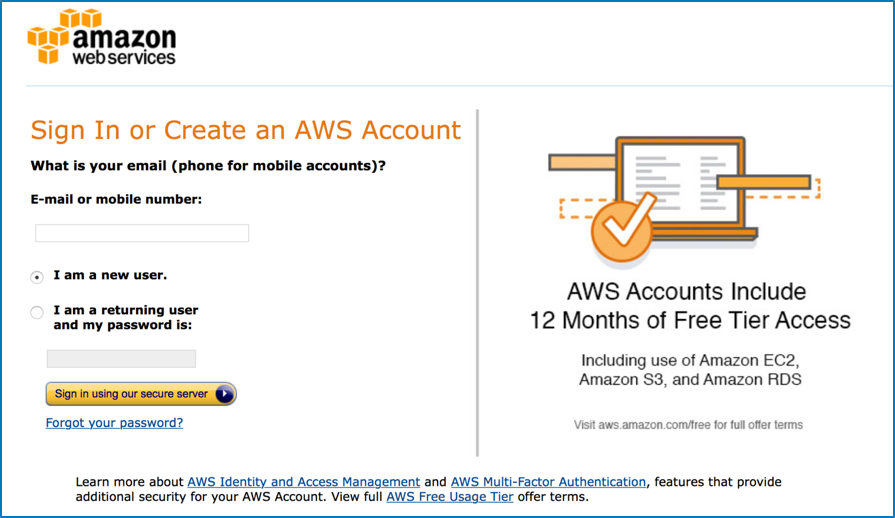 amazon
web services
Sign In or Create an AWS Account
What is your email (phone for mobile accounts)?
E-mail or mobile number:
I am a new user.
I am a returning user
and my password is:
Sign in using our secure server
Forgot your password?
AWS Accounts Include
12 Months of Free Tier Access
Including use of Amazon EC2,
Amazon S3, and Amazon RDS
Visit aws.amazon.com/free for full offer terms
Learn more about AWS Identity and Access Management and AWS Multi-Factor Authentication, features that provide
additional security for your AWS Account. View full AWS Free Usage Tier offer terms.